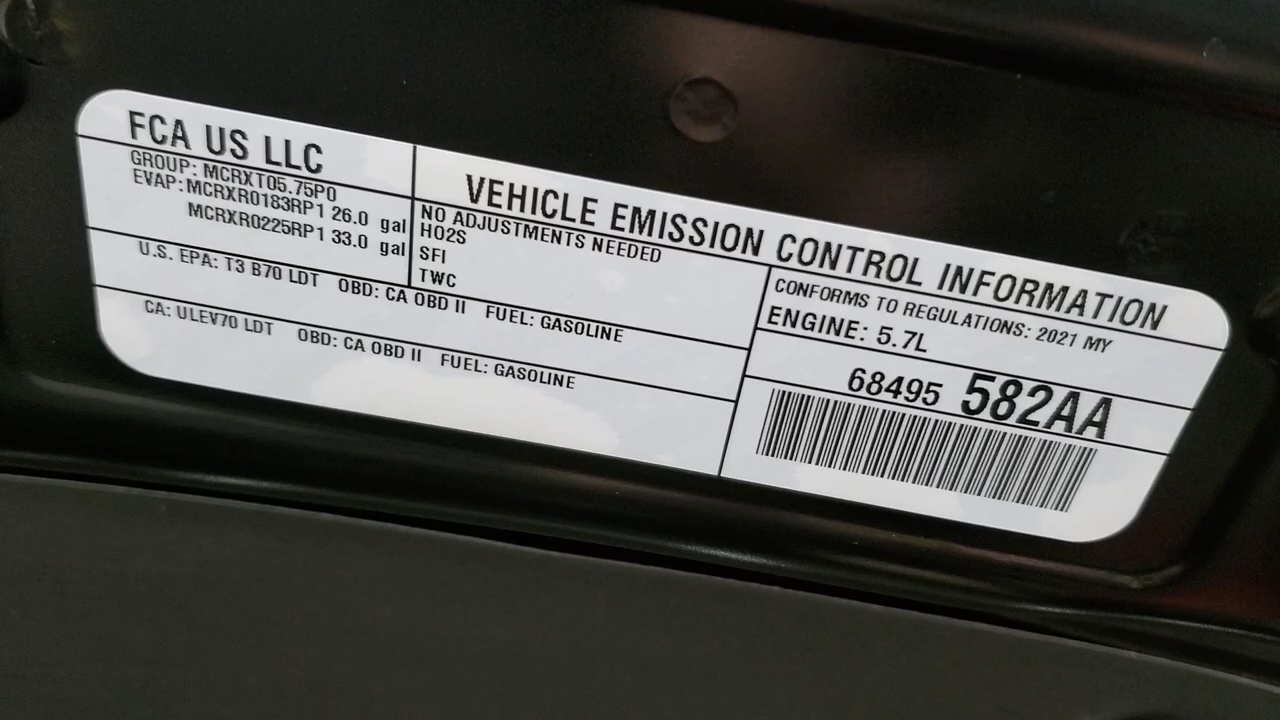 FCA US LLC
GROUP: MCRXT05.75P0
EVAP: MCRXR0183RP1 26.0 gal
MCRXR0225RP1 33.0 gal
VEHICLE EMISSION CONTROL INFORMATION
NO ADJUSTMENTS NEEDED
HO2S
SFI
TWC
U.S. EPA: T3 B70 LDT OBD: CA OBD II FUEL: GASOLINE
CA: ULEV70 LDT OBD: CA OBD II FUEL: GASOLINE
CONFORMS TO REGULATIONS: 2021 MY
ENGINE: 5.7L
68495 582AA